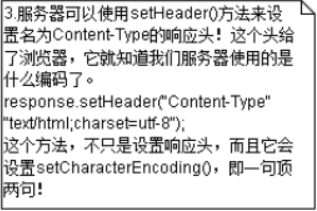 3.服务器可以使用setHeader()方法来设
置名为Content-Type的响应头！这个头给
了浏览器，它就知道我们服务器使用的是
什么编码了。
response.setHeader("Content-Type"
"text/html;charset=utf-8");
这个方法，不只是设置响应头，而且它会
设置setCharacterEncoding()，即一句顶
两句！